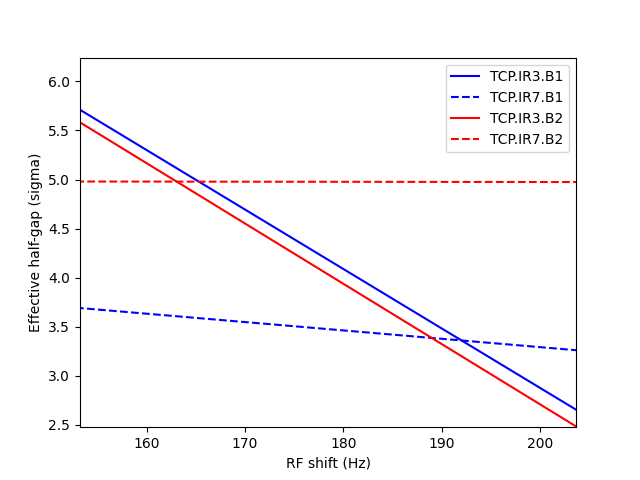 TCP.IR3.B1
TCP.IR7.B1
TCP.IR3.B2
TCP.IR7.B2
Effective half-gap (sigma)
6.0
5.5
5.0
4.5
4.0
3.5
3.0
2.5
160 170 180 190 200
RF shift (Hz)